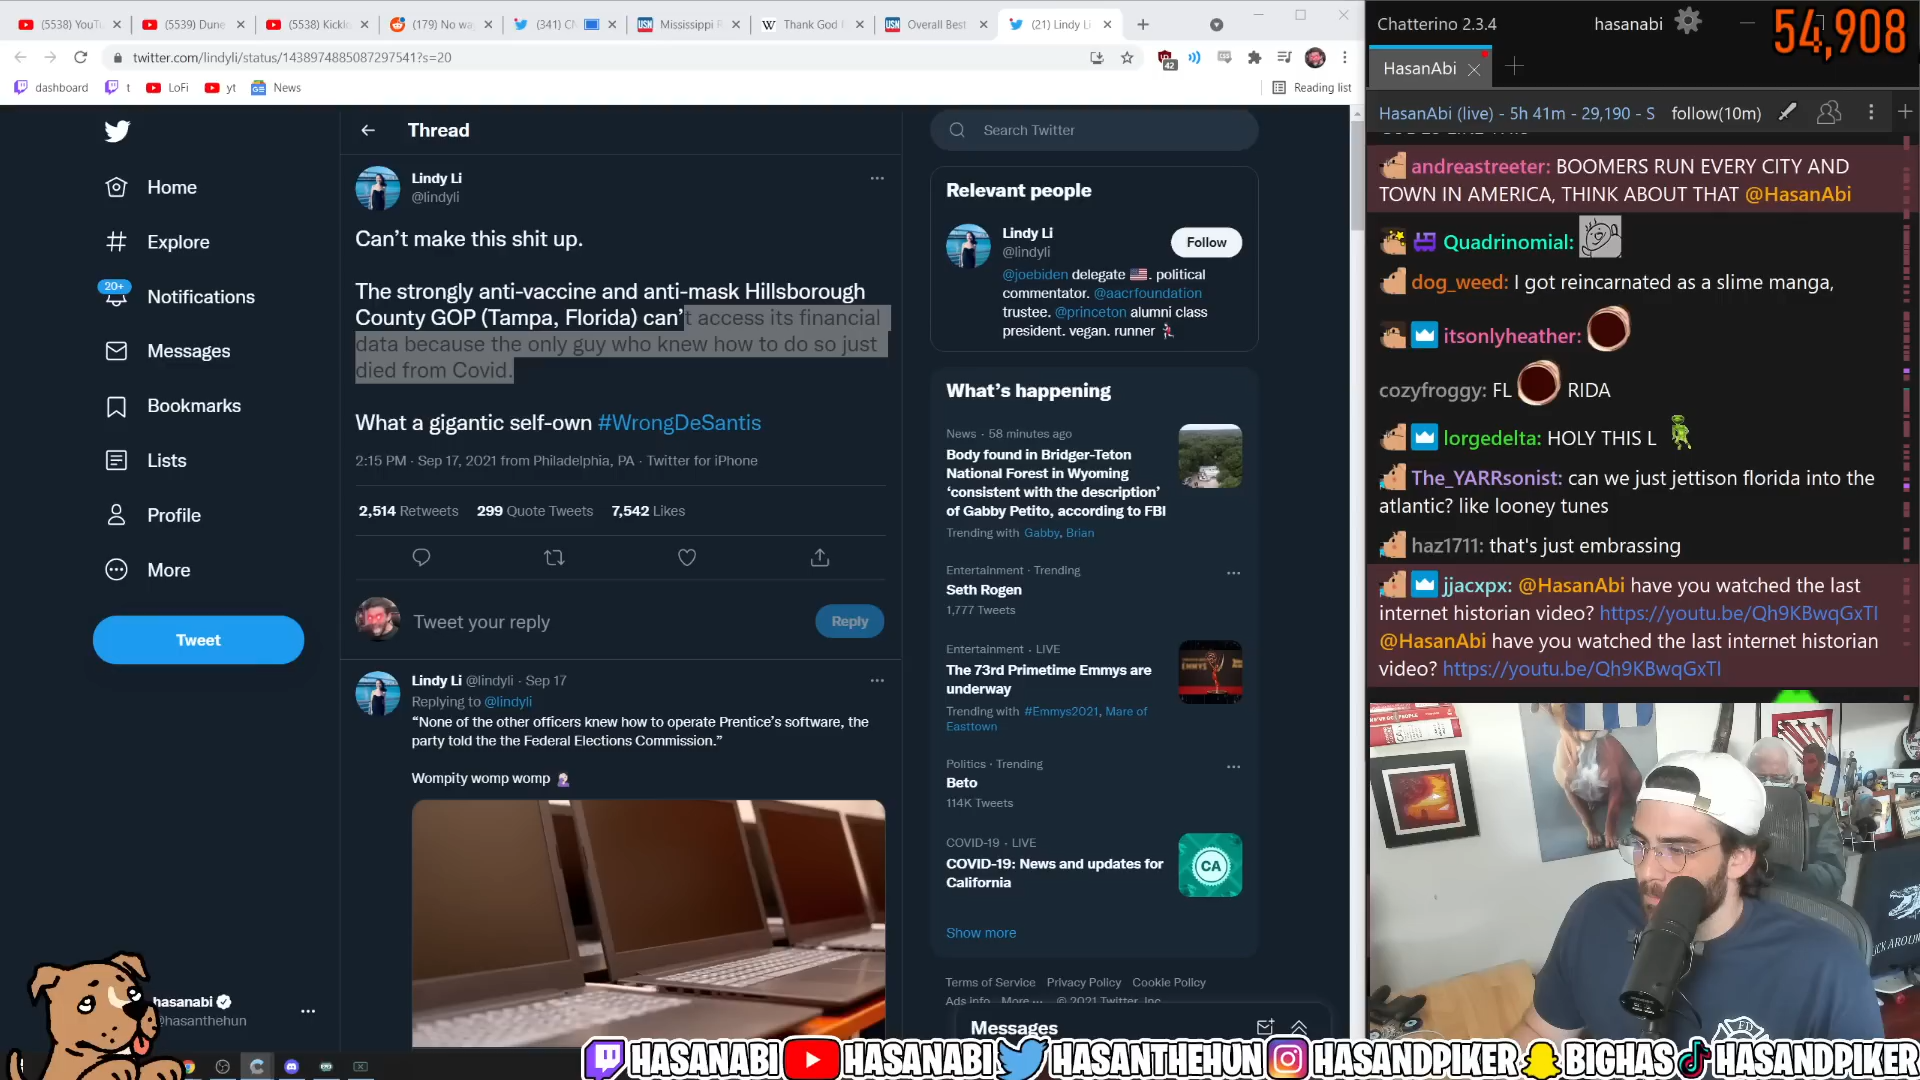 (5538) YouTu
(5539) Dune
(5538) Kicklo
(179) No wa
(341) Ch
Mississippi R
Thank God
Overall Best
(21) Lindy Li
twitter.com/lindyli/status/1438974885087297541?s=20
dashboard
t
LoFi
yt
News
Reading list
Home
Explore
20+
Notifications
Messages
Bookmarks
Lists
Profile
More
Tweet
hasanabi
@hasanthehun
Thread
Lindy Li
@lindyli
Can't make this shit up.
The strongly anti-vaccine and anti-mask Hillsborough
County GOP (Tampa, Florida) can't access its financial
data because the only guy who knew how to do so just
died from Covid.
What a gigantic self-own #WrongDeSantis
2:15 PM · Sep 17, 2021 from Philadelphia, PA · Twitter for iPhone
2,514 Retweets 299 Quote Tweets 7,542 Likes
Tweet your reply
Reply
Lindy Li @lindyli · Sep 17
Replying to @lindyli
“None of the other officers knew how to operate Prentice's software, the
party told the the Federal Elections Commission.”
Wompity womp womp
Search Twitter
Relevant people
Lindy Li
@lindyli
Follow
@joebiden delegate 🇺🇸. political
commentator. @aacrfoundation
trustee. @princeton alumni class
president. vegan. runner
What's happening
News · 58 minutes ago
Body found in Bridger-Teton
National Forest in Wyoming
‘consistent with the description’
of Gabby Petito, according to FBI
Trending with Gabby, Brian
Entertainment · Trending
Seth Rogen
1,777 Tweets
Entertainment · LIVE
The 73rd Primetime Emmys are
underway
Trending with #Emmys2021, Mare of
Easttown
Politics · Trending
Beto
114K Tweets
COVID-19 · LIVE
COVID-19: News and updates for
California
CA
Show more
Terms of Service Privacy Policy Cookie Policy
Ads info More ··· © 2021 Twitter, Inc.
Messages
Chatterino 2.3.4
hasanabi
54,908
HasanAbi
HasanAbi (live) - 5h 41m - 29,190 - S
follow(10m)
andreastreeter: BOOMERS RUN EVERY CITY AND
TOWN IN AMERICA, THINK ABOUT THAT @HasanAbi
Quadrinomial:
dog_weed: I got reincarnated as a slime manga,
itsonlyheather:
cozyfroggy: FL RIDA
lorgedelta: HOLY THIS L
The_YARRsonist: can we just jettison florida into the
atlantic? like looney tunes
haz1711: that's just embrassing
jjacxpx: @HasanAbi have you watched the last
internet historian video? https://youtu.be/Qh9KBwqGxTI
@HasanAbi have you watched the last internet historian
video? https://youtu.be/Qh9KBwqGxTI
HASANABI HASANABI HASANTHEHUN HASANDPIKER BIGHAS HASANDPIKER